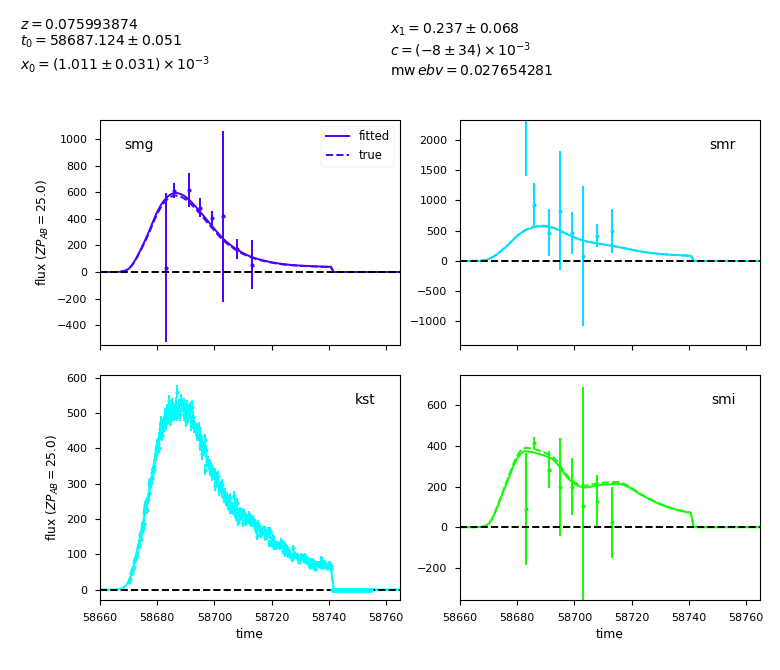 z = 0.075993874
t₀ = 58687.124 ± 0.051
x₀ = (1.011 ± 0.031) × 10⁻³
x₁ = 0.237 ± 0.068
c = (−8 ± 34) × 10⁻³
mw ebv = 0.027654281
smg
fitted
true
1000
800
600
400
200
0
−200
−400
flux (ZP_AB = 25.0)
smr
2000
1500
1000
500
0
−500
−1000
kst
600
500
400
300
200
100
0
flux (ZP_AB = 25.0)
58660 58680 58700 58720 58740 58760
time
smi
600
400
200
0
−200
58660 58680 58700 58720 58740 58760
time